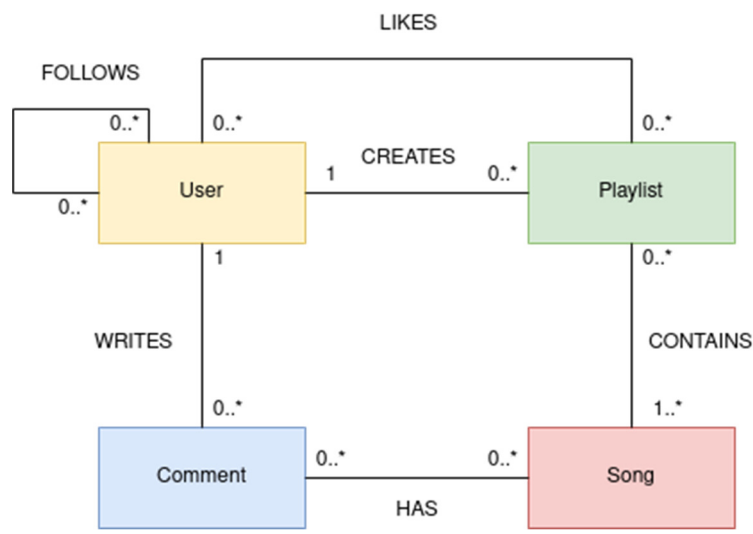 LIKES
FOLLOWS
0..*
0..*
0..*
CREATES
1
0..*
User
Playlist
0..*
1
0..*
WRITES
CONTAINS
0..*
1..*
0..*
0..*
Comment
Song
HAS